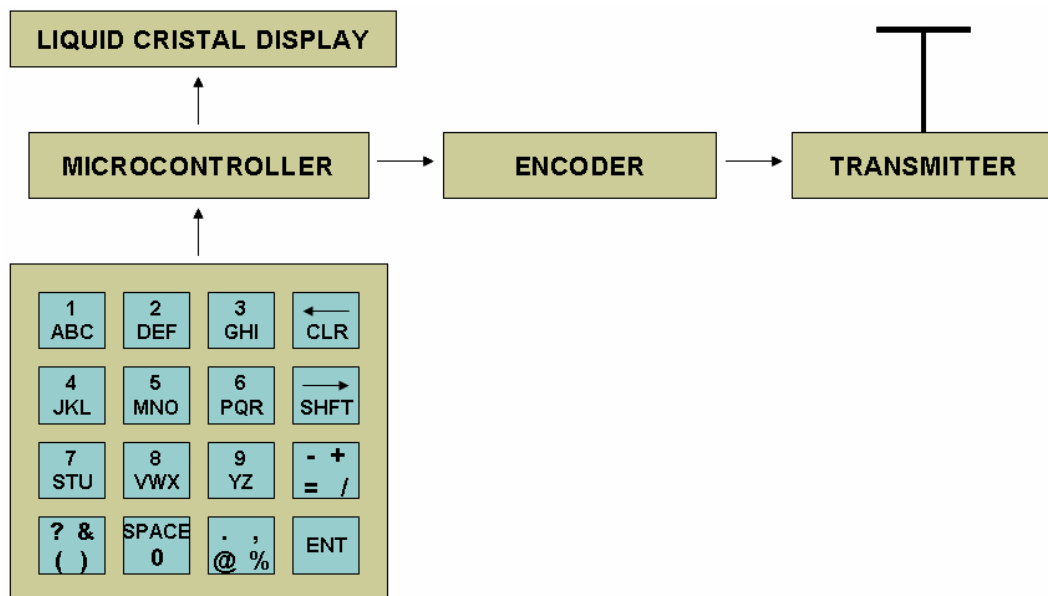 LIQUID CRISTAL DISPLAY
MICROCONTROLLER
ENCODER
TRANSMITTER
1
ABC
2
DEF
3
GHI
CLR
4
JKL
5
MNO
6
PQR
SHFT
7
STU
8
VWX
9
YZ
- +
= /
? &
( )
SPACE
0
. ,
@ %
ENT